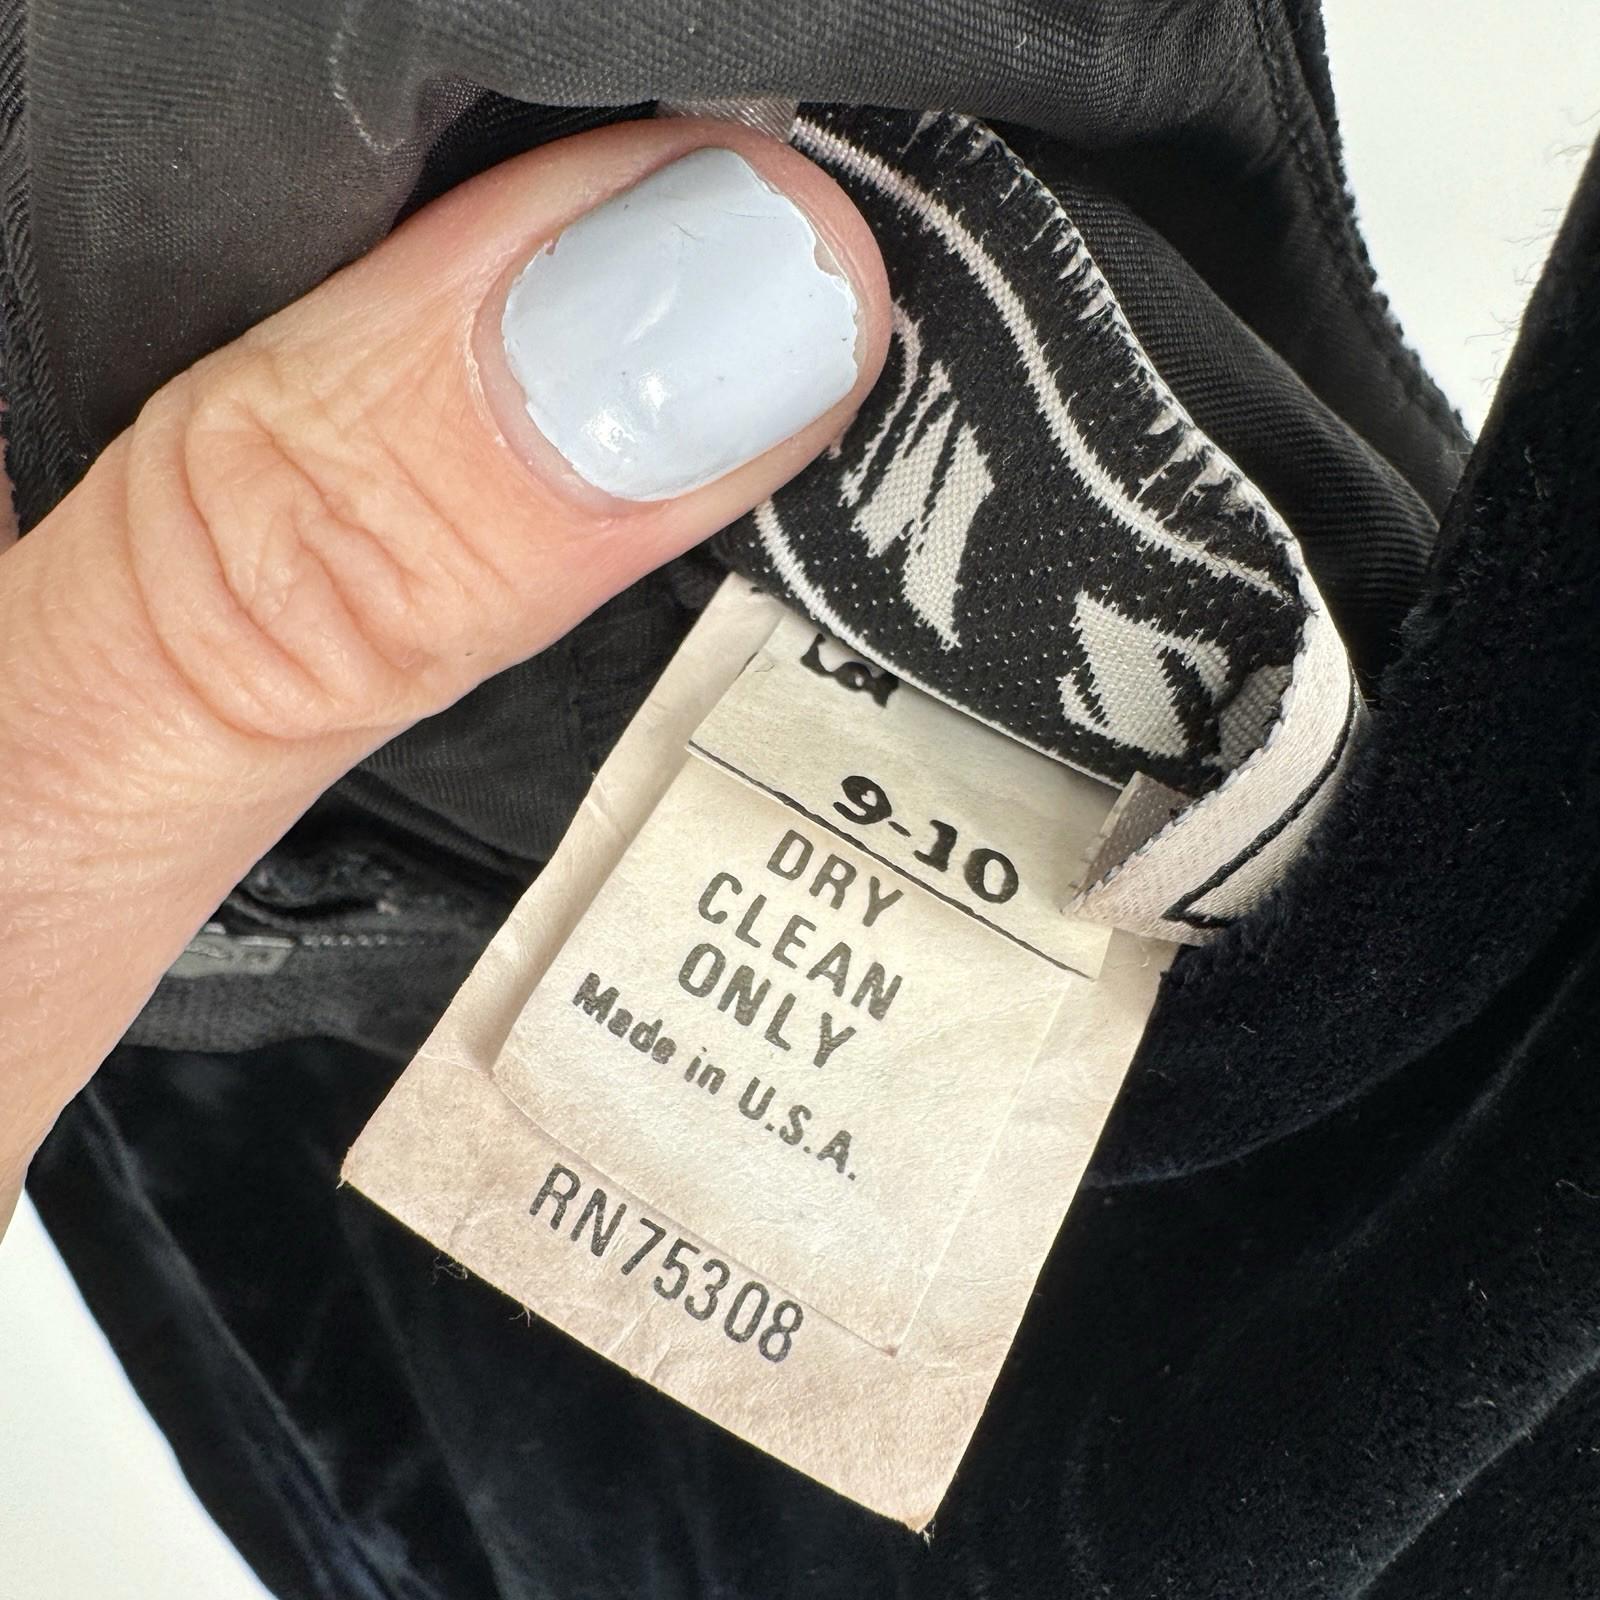 9-10
DRY
CLEAN
ONLY
Made in U.S.A.
RN75308